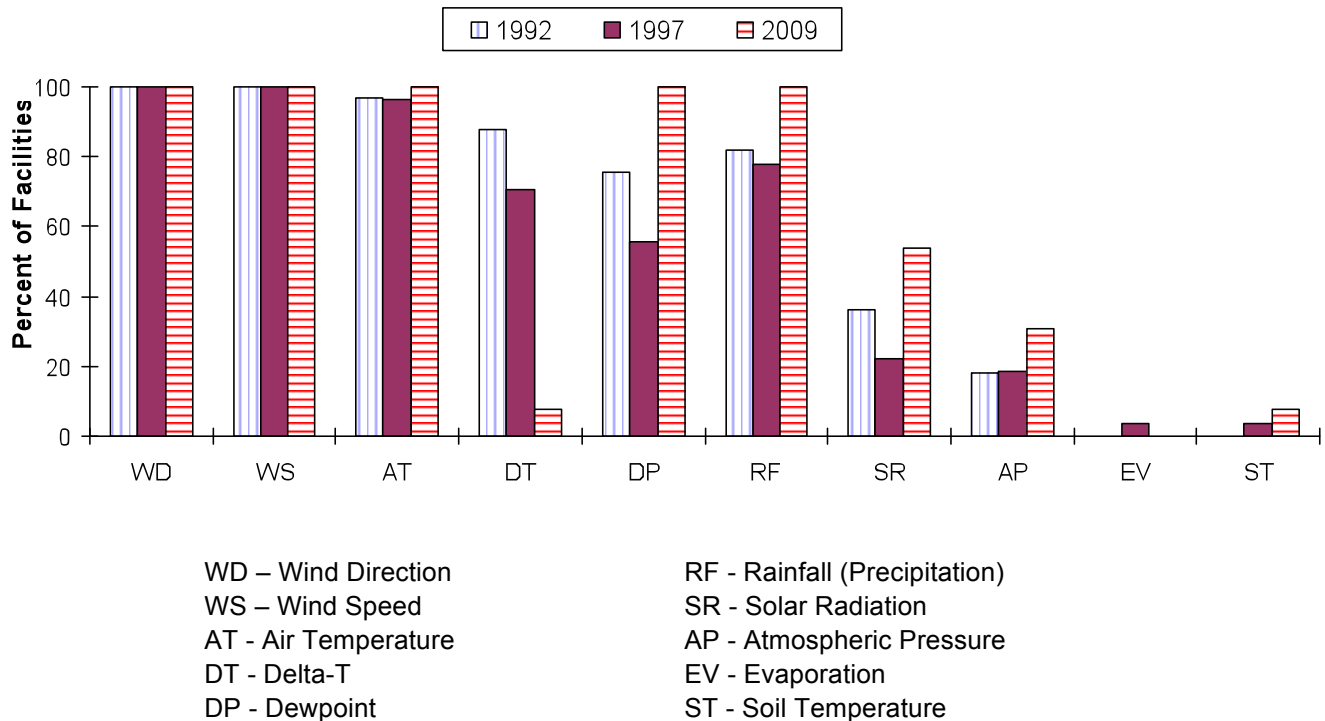 1992 1997 2009
Percent of Facilities
100
80
60
40
20
0
WD WS AT DT DP RF SR AP EV ST
WD – Wind Direction
WS – Wind Speed
AT - Air Temperature
DT - Delta-T
DP - Dewpoint
RF - Rainfall (Precipitation)
SR - Solar Radiation
AP - Atmospheric Pressure
EV - Evaporation
ST - Soil Temperature